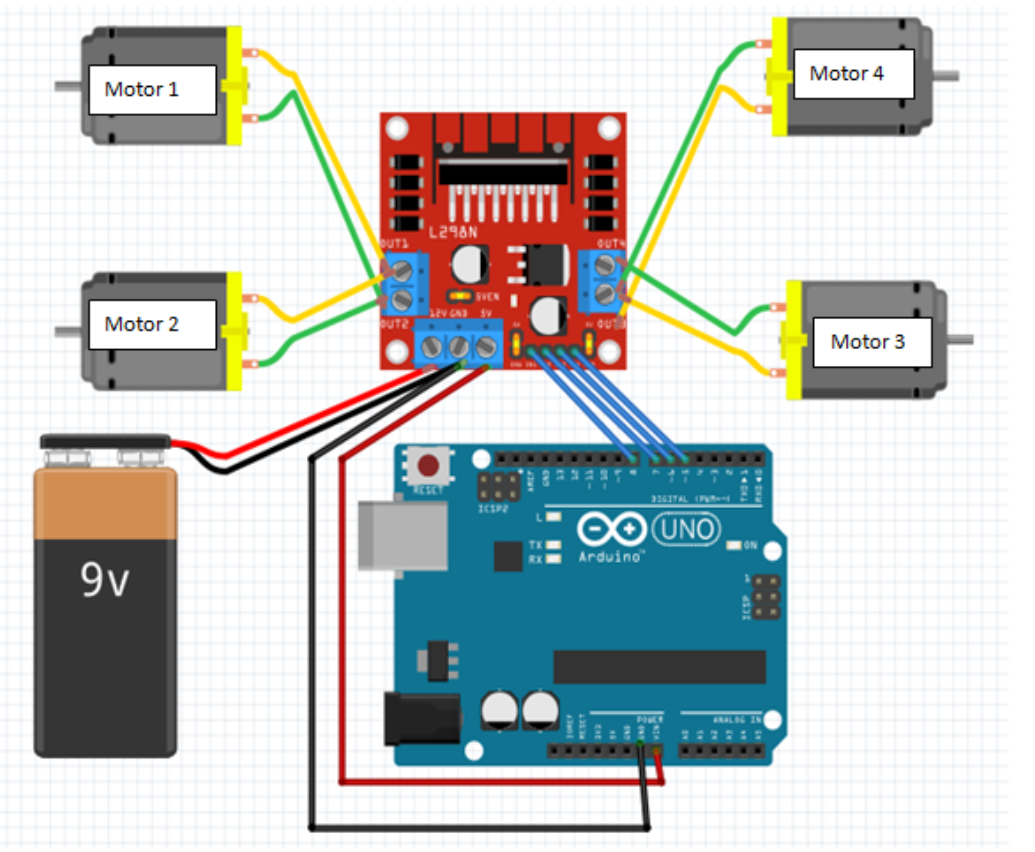 Motor 1
Motor 4
L298N
OUT1
OUT4
5VEN
Motor 2
OUT2
12V GND 5V
OUT3
Motor 3
9v
RESET
ICSP2
AREF
GND
13
12
~11
~10
~9
8
7
~6
~5
4
~3
2
TXD▶1
RXD◀0
DIGITAL (PWM=~)
L
TX
RX
UNO
Arduino™
ON
ICSP
1
IOREF
RESET
3V3
5V
GND
GND
VIN
POWER
ANALOG IN
A0
A1
A2
A3
A4
A5